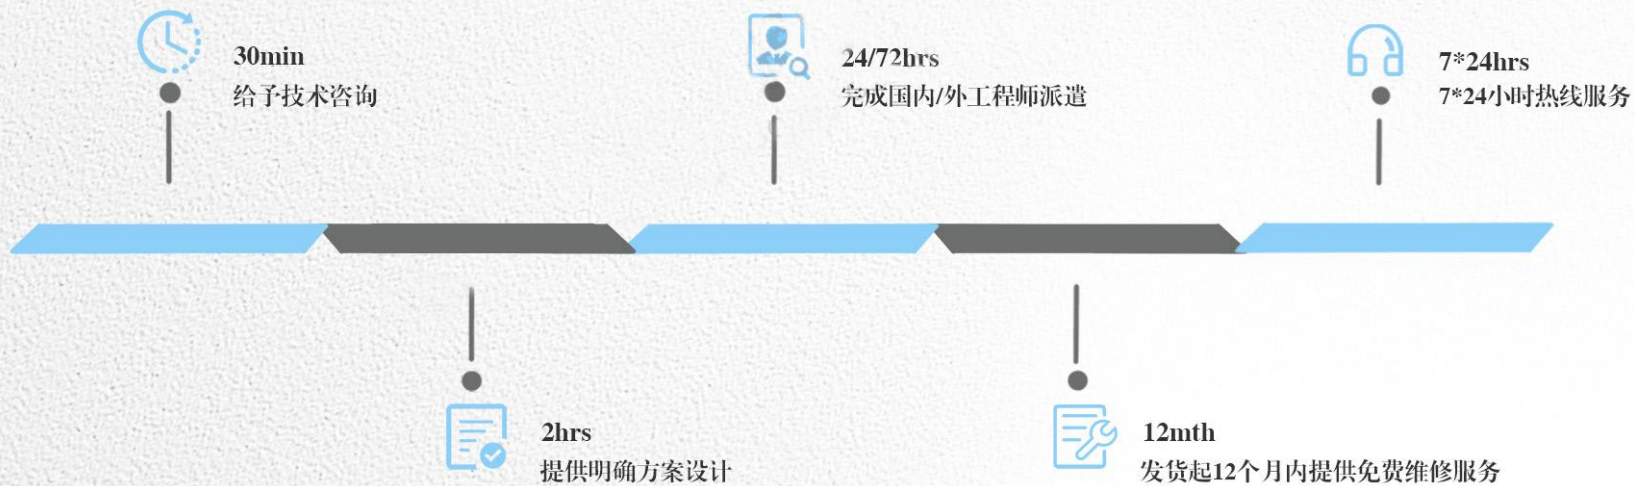 30min
给予技术咨询
2hrs
提供明确方案设计
24/72hrs
完成国内/外工程师派遣
12mth
发货起12个月内提供免费维修服务
7*24hrs
7*24小时热线服务